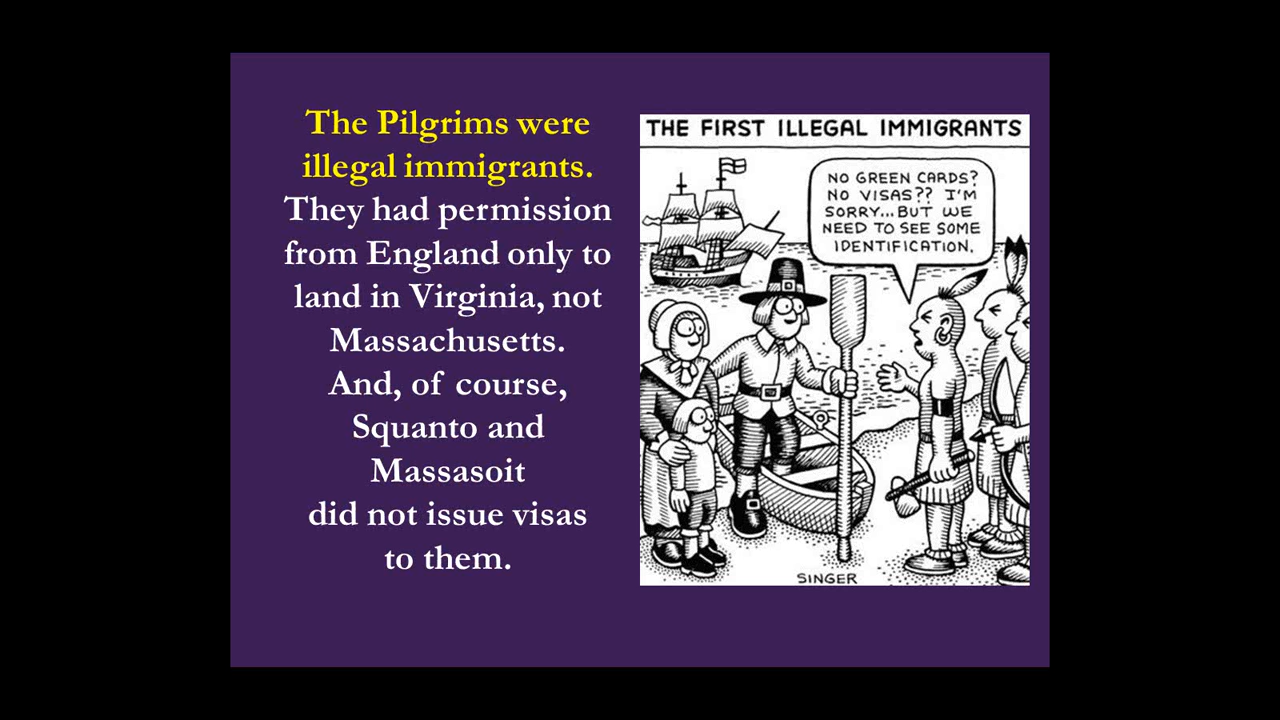 The Pilgrims were
illegal immigrants.
They had permission
from England only to
land in Virginia, not
Massachusetts.
And, of course,
Squanto and
Massasoit
did not issue visas
to them.
THE FIRST ILLEGAL IMMIGRANTS
NO GREEN CARDS?
NO VISAS?? I'M
SORRY...BUT WE
NEED TO SEE SOME
IDENTIFICATION.
SINGER